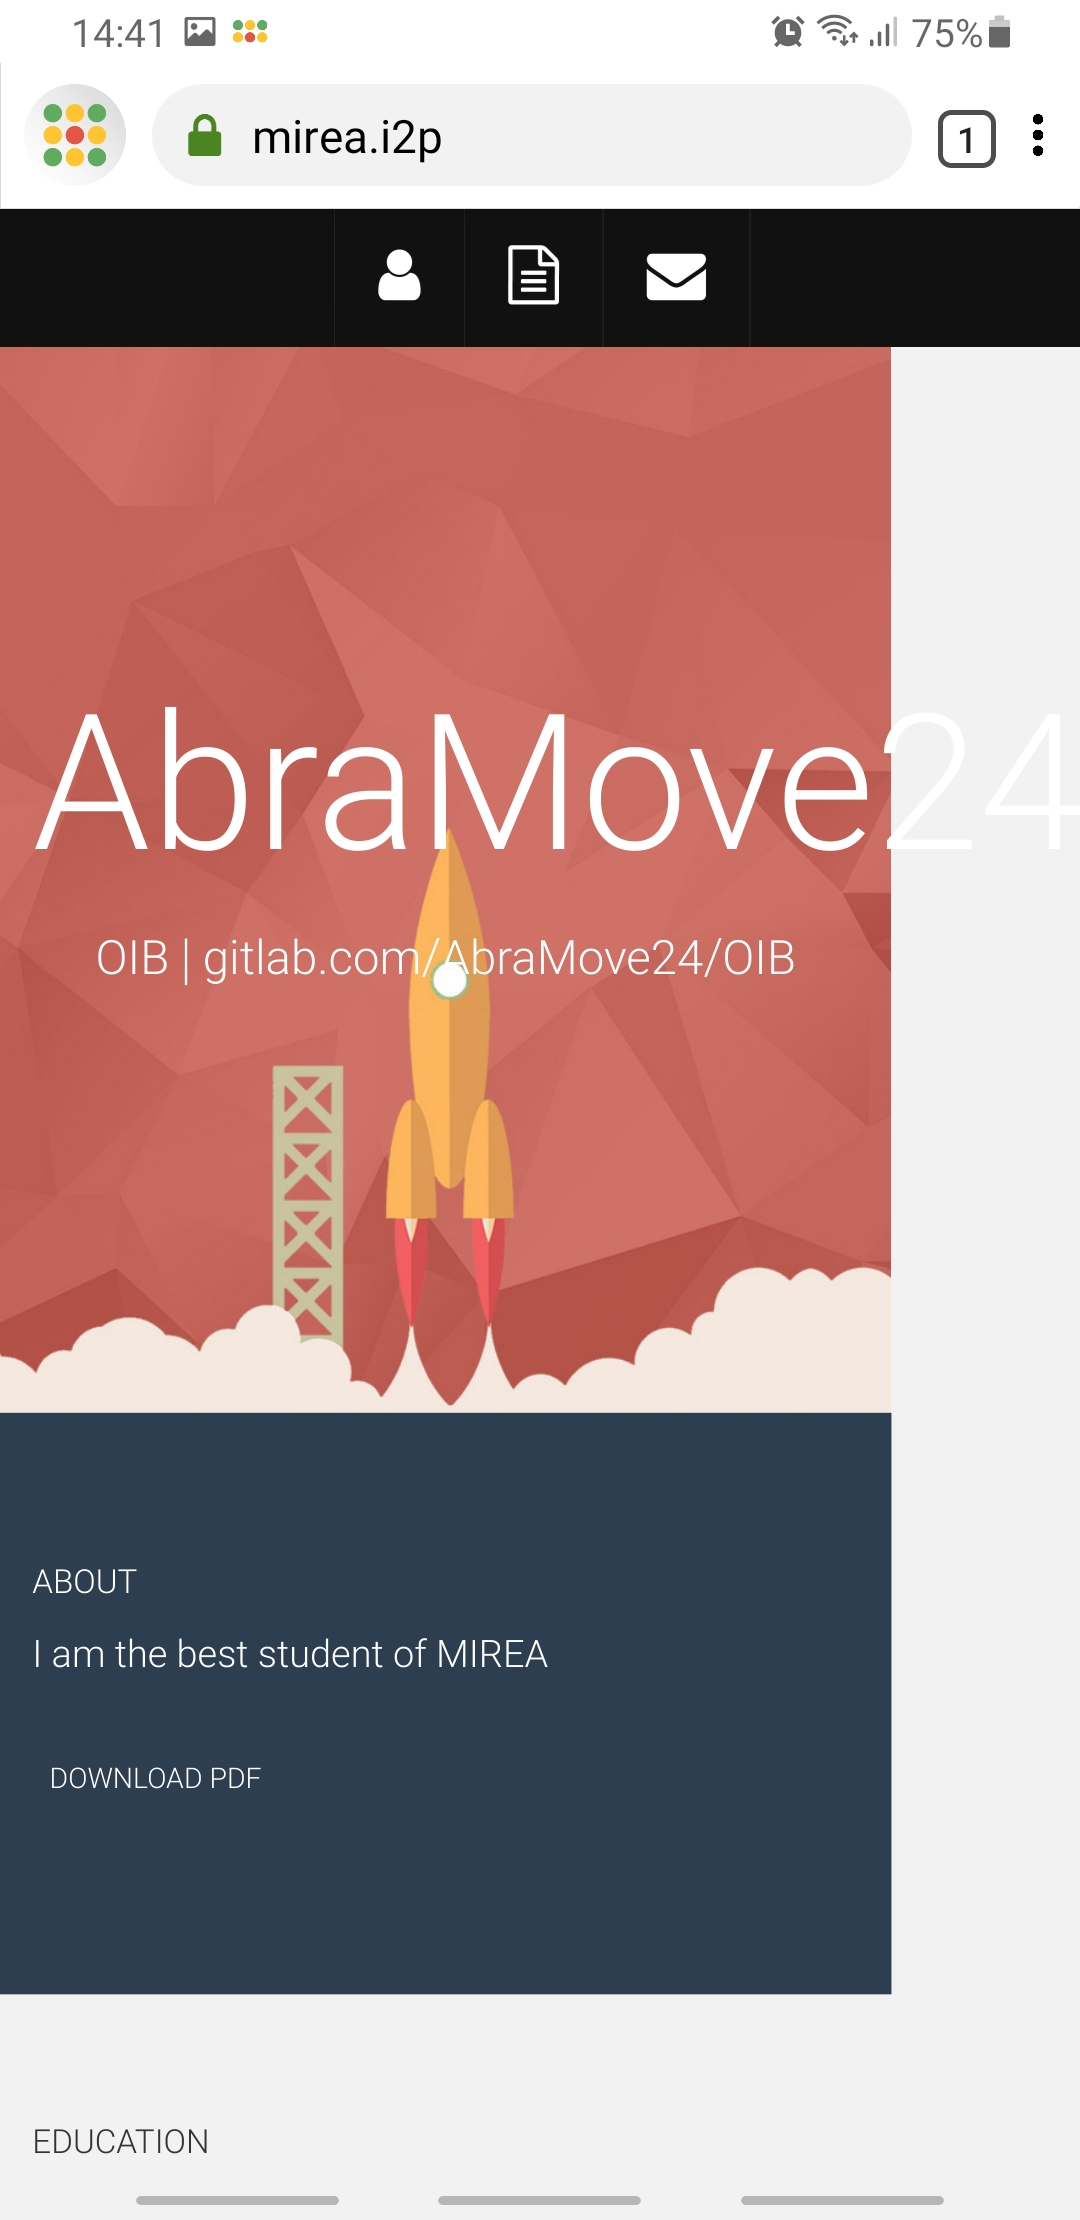 14:41
75%
mirea.i2p
1
AbraMove24
OIB | gitlab.com/AbraMove24/OIB
ABOUT
I am the best student of MIREA
DOWNLOAD PDF
EDUCATION